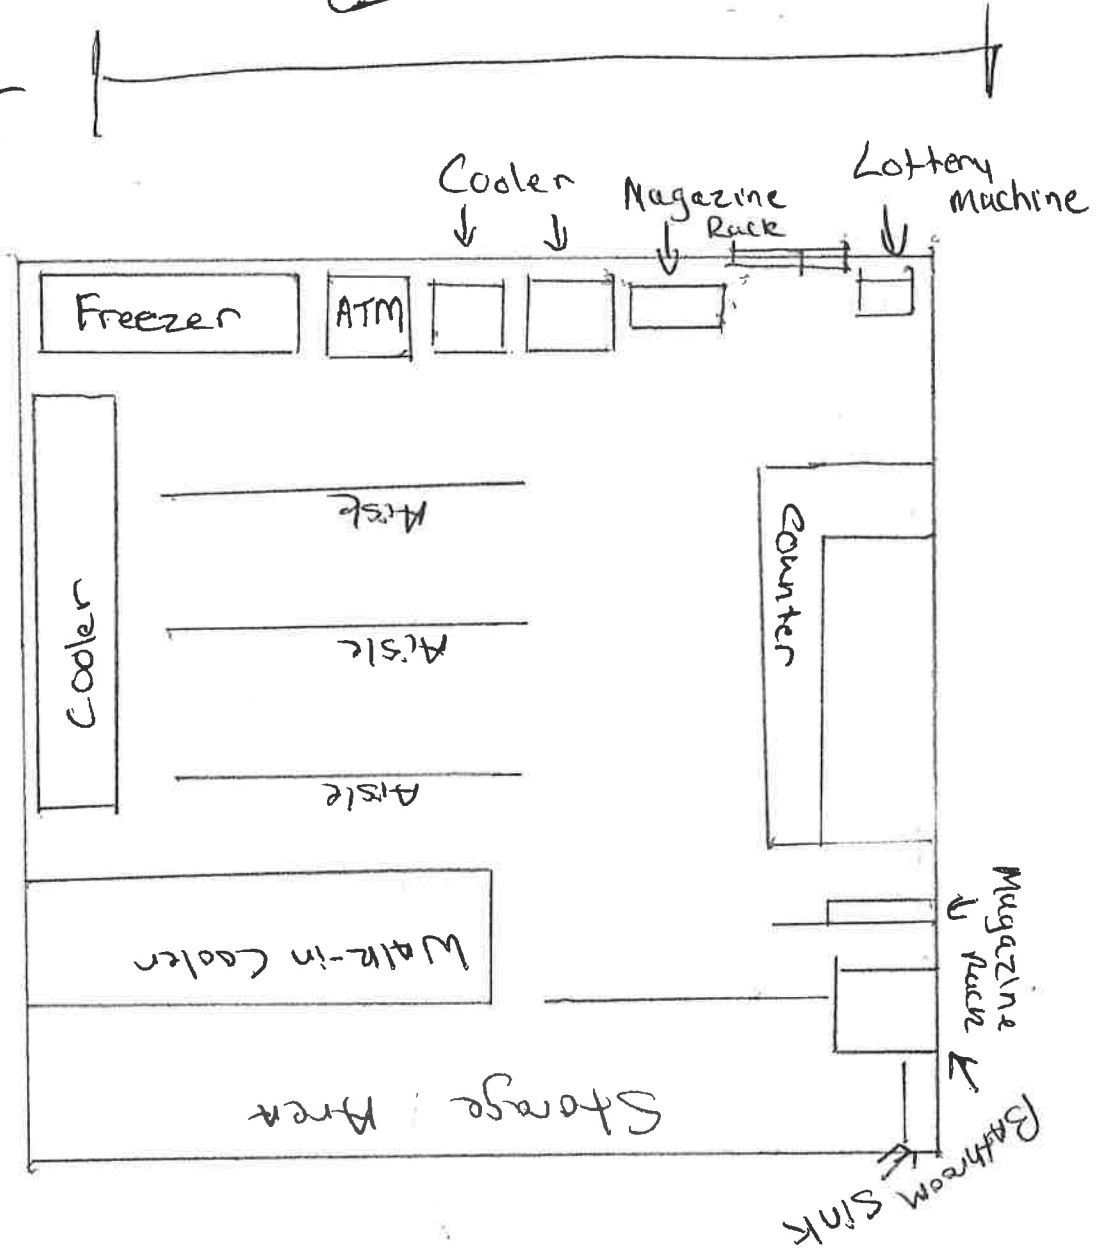 Cooler
Magazine
Rack
Lottery
Machine
Freezer
ATM
Aisle
Aisle
Aisle
Cooler
Counter
Walk-in Cooler
Magazine
Rack
Storage Area
Bathroom
Sink